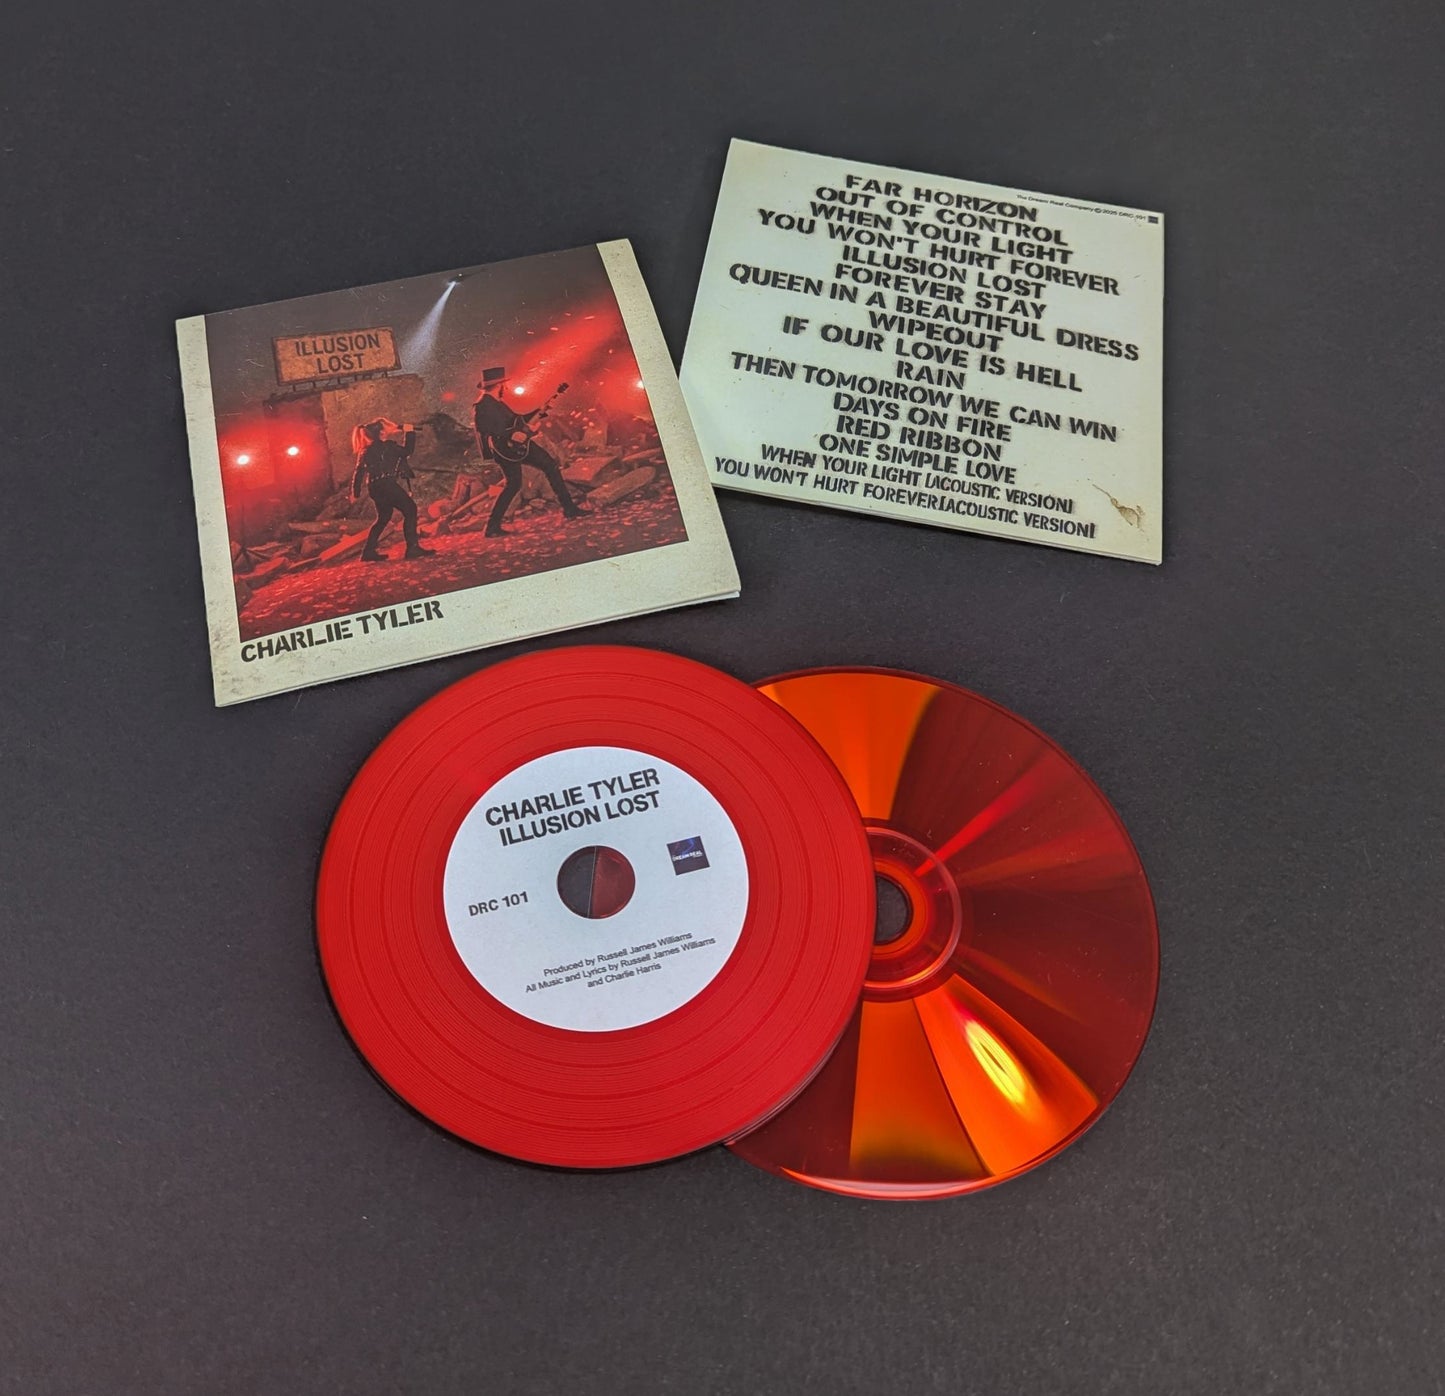 ILLUSION
LOST
CHARLIE TYLER
The Dream Real Company © 2025 DRC 101
FAR HORIZON
OUT OF CONTROL
WHEN YOUR LIGHT
YOU WON'T HURT FOREVER
ILLUSION LOST
FOREVER STAY
QUEEN IN A BEAUTIFUL DRESS
WIPEOUT
IF OUR LOVE IS HELL
RAIN
THEN TOMORROW WE CAN WIN
DAYS ON FIRE
RED RIBBON
ONE SIMPLE LOVE
WHEN YOUR LIGHT [ACOUSTIC VERSION]
YOU WON'T HURT FOREVER[ACOUSTIC VERSION]
CHARLIE TYLER
ILLUSION LOST
DREAM REAL
DRC 101
Produced by Russell James Williams
All Music and Lyrics by Russell James Williams
and Charlie Harris